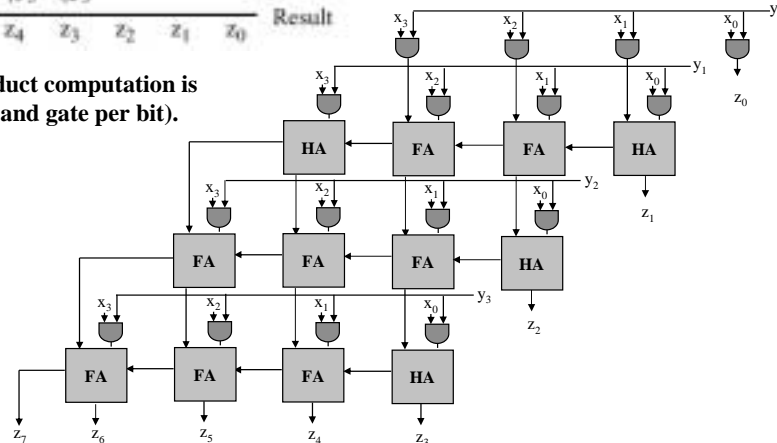 z4 z3 z2 z1 z0 Result
duct computation is
and gate per bit).
x3 x2 x1 x0 y
x3 x2 x1 x0 y1
z0
HA FA FA HA
x3 x2 x1 x0 y2
z1
FA FA FA HA
x3 x2 x1 x0 y3
z2
FA FA FA HA
z7 z6 z5 z4 z3